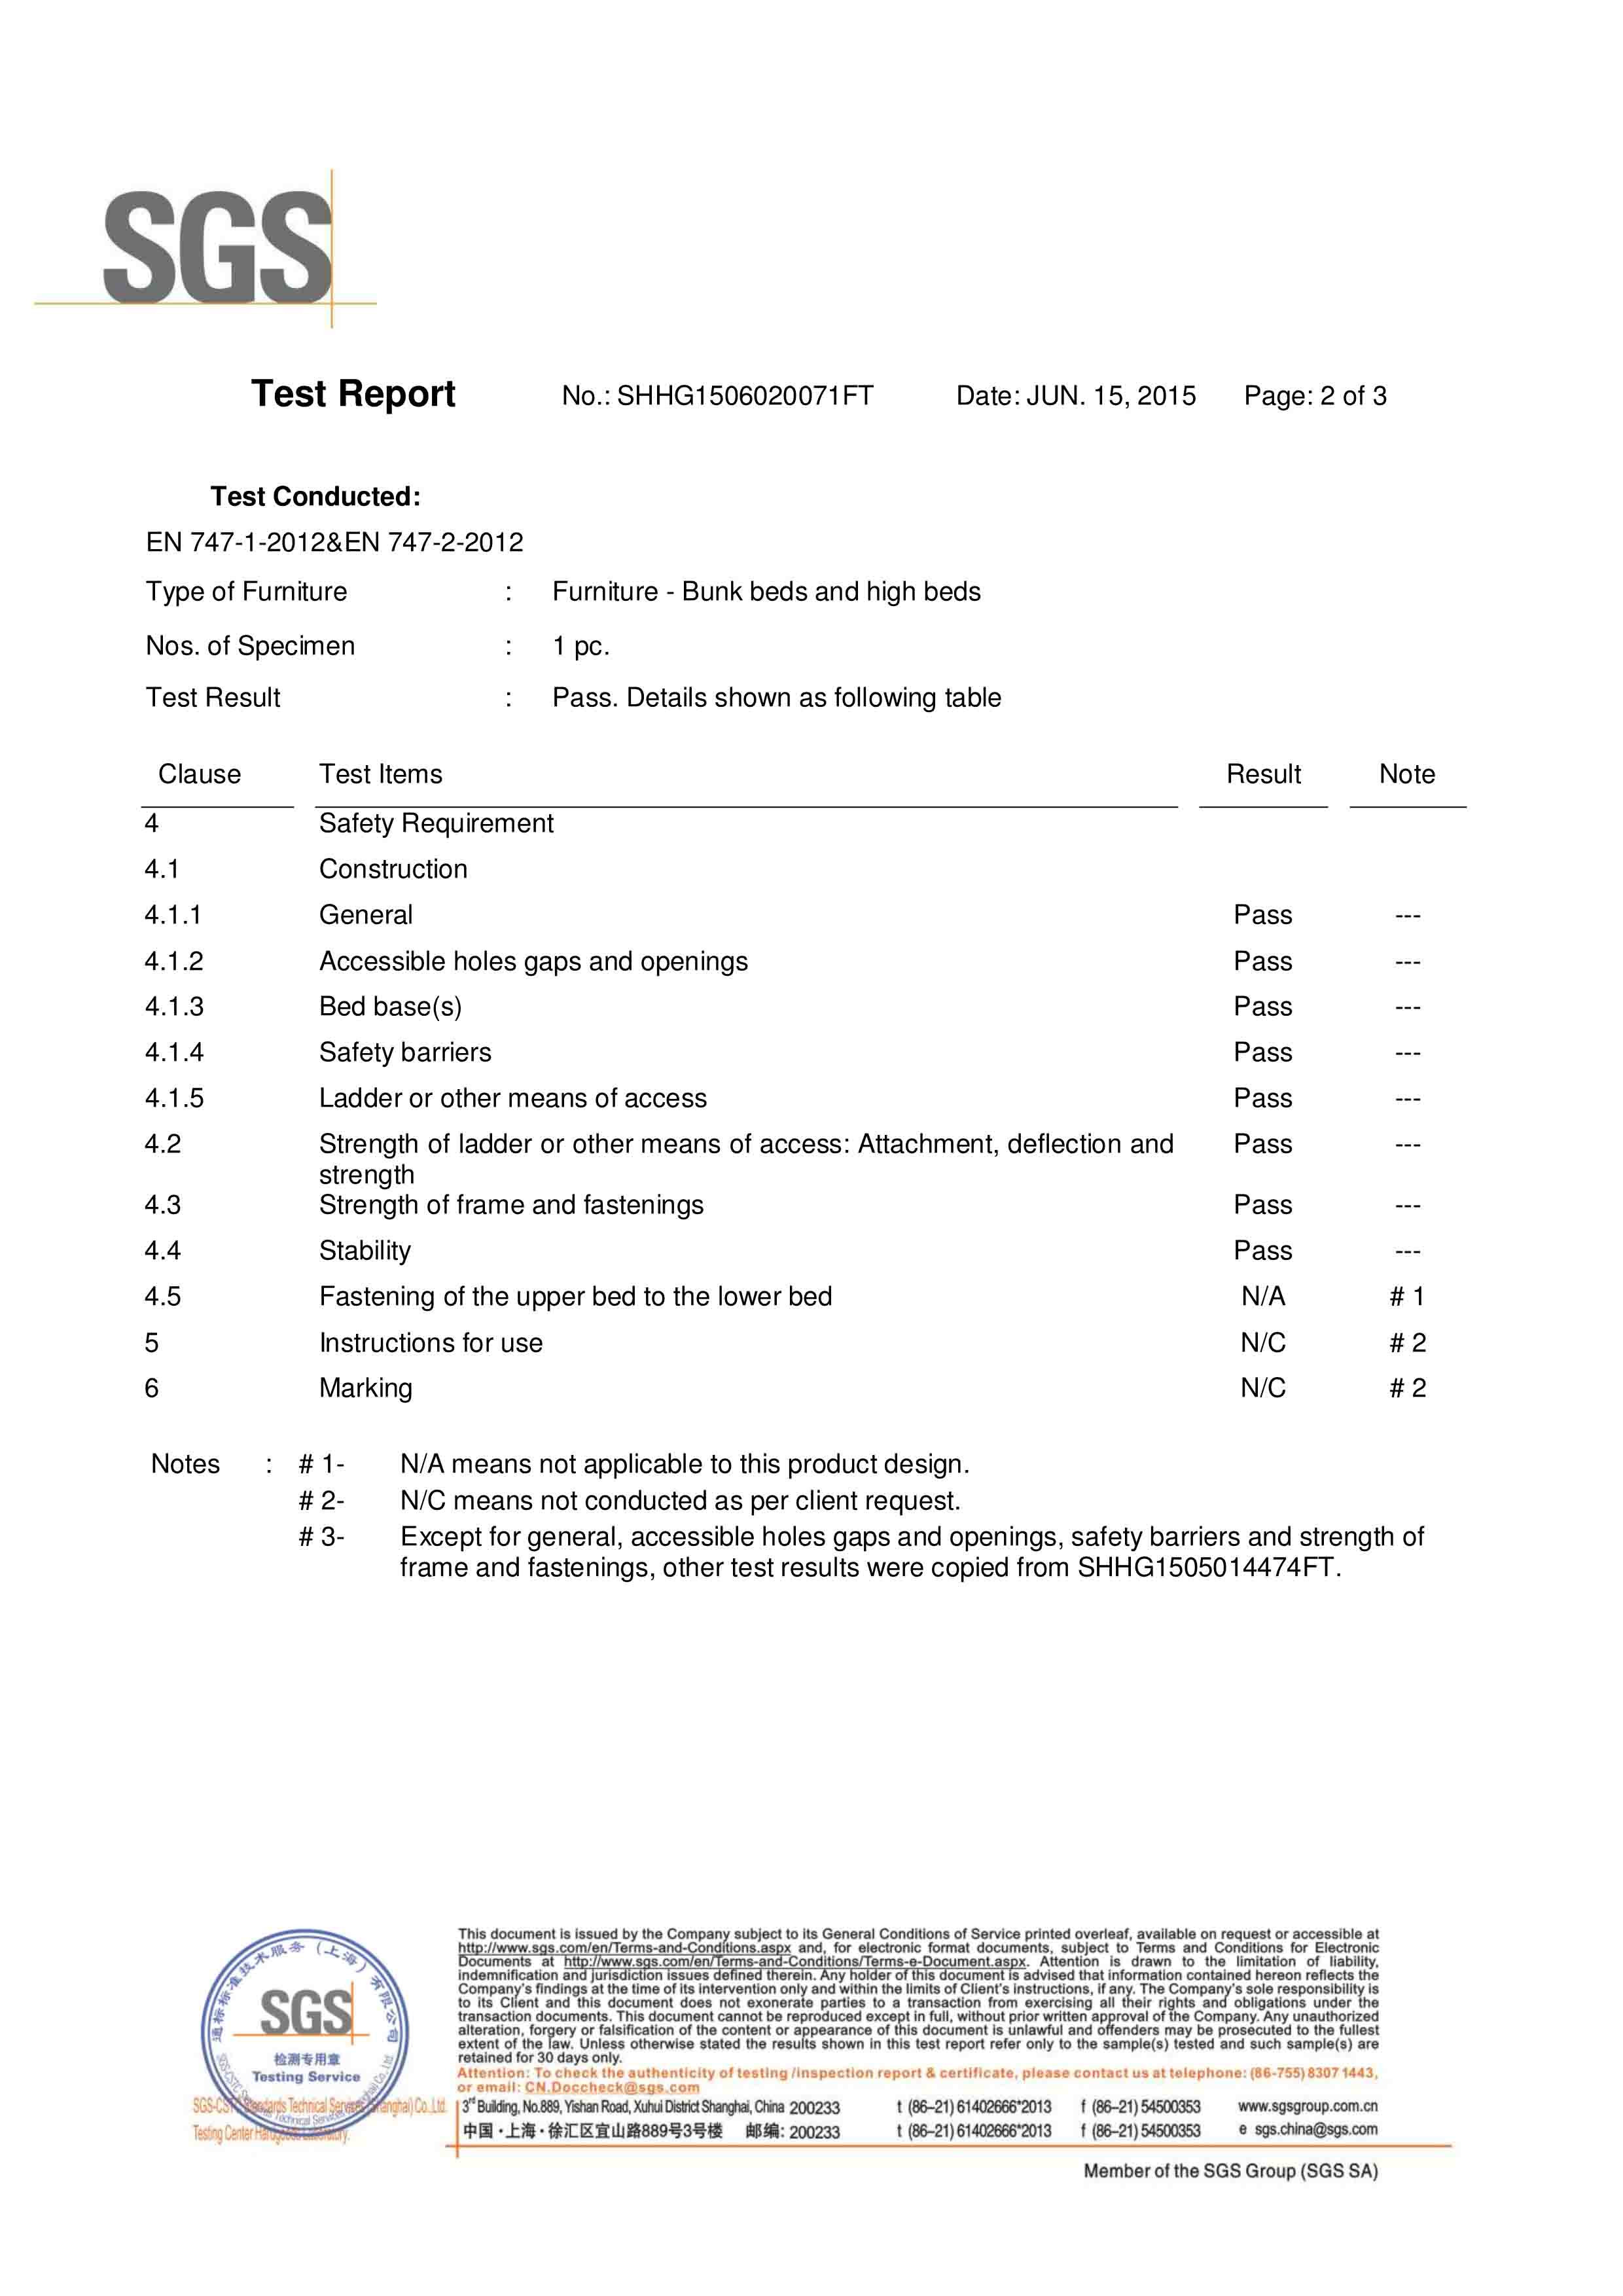 SGS
Test Report No.: SHHG1506020071FT Date: JUN. 15, 2015 Page: 2 of 3
Test Conducted:
EN 747-1-2012&EN 747-2-2012
Type of Furniture : Furniture - Bunk beds and high beds
Nos. of Specimen : 1 pc.
Test Result : Pass. Details shown as following table
Clause Test Items Result Note
4 Safety Requirement
4.1 Construction
4.1.1 General Pass ---
4.1.2 Accessible holes gaps and openings Pass ---
4.1.3 Bed base(s) Pass ---
4.1.4 Safety barriers Pass ---
4.1.5 Ladder or other means of access Pass ---
4.2 Strength of ladder or other means of access: Attachment, deflection and Pass ---
strength
4.3 Strength of frame and fastenings Pass ---
4.4 Stability Pass ---
4.5 Fastening of the upper bed to the lower bed N/A # 1
5 Instructions for use N/C # 2
6 Marking N/C # 2
Notes : # 1- N/A means not applicable to this product design.
# 2- N/C means not conducted as per client request.
# 3- Except for general, accessible holes gaps and openings, safety barriers and strength of
frame and fastenings, other test results were copied from SHHG1505014474FT.
通标标准技术服务（上海）有限公司
SGS
检测专用章
Testing Service
SGS-CSTC Standards Technical Services (Shanghai) Co.,Ltd.
Testing Center Hardgoods Laboratory.
This document is issued by the Company subject to its General Conditions of Service printed overleaf, available on request or accessible at
http://www.sgs.com/en/Terms-and-Conditions.aspx and, for electronic format documents, subject to Terms and Conditions for Electronic
Documents at http://www.sgs.com/en/Terms-and-Conditions/Terms-e-Document.aspx. Attention is drawn to the limitation of liability,
indemnification and jurisdiction issues defined therein. Any holder of this document is advised that information contained hereon reflects the
Company's findings at the time of its intervention only and within the limits of Client's instructions, if any. The Company's sole responsibility is
to its Client and this document does not exonerate parties to a transaction from exercising all their rights and obligations under the
transaction documents. This document cannot be reproduced except in full, without prior written approval of the Company. Any unauthorized
alteration, forgery or falsification of the content or appearance of this document is unlawful and offenders may be prosecuted to the fullest
extent of the law. Unless otherwise stated the results shown in this test report refer only to the sample(s) tested and such sample(s) are
retained for 30 days only.
Attention: To check the authenticity of testing /inspection report & certificate, please contact us at telephone: (86-755) 8307 1443,
or email: CN.Doccheck@sgs.com
3rd Building, No.889, Yishan Road, Xuhui District Shanghai, China 200233 t (86–21) 61402666*2013 f (86–21) 54500353 www.sgsgroup.com.cn
中国·上海·徐汇区宜山路889号3号楼 邮编: 200233 t (86–21) 61402666*2013 f (86–21) 54500353 e sgs.china@sgs.com
Member of the SGS Group (SGS SA)